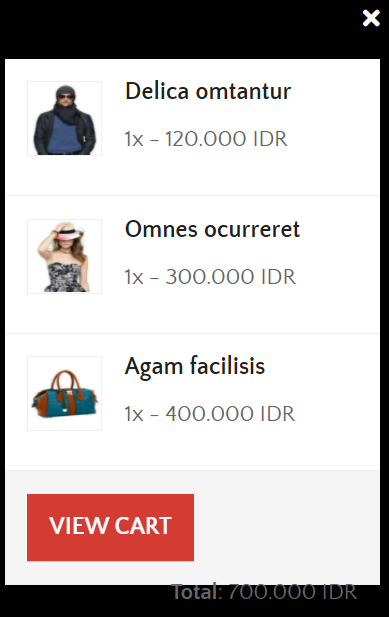 Delica omtantur
1x - 120.000 IDR
Omnes ocurreret
1x - 300.000 IDR
Agam facilisis
1x - 400.000 IDR
VIEW CART
Total: 700.000 IDR